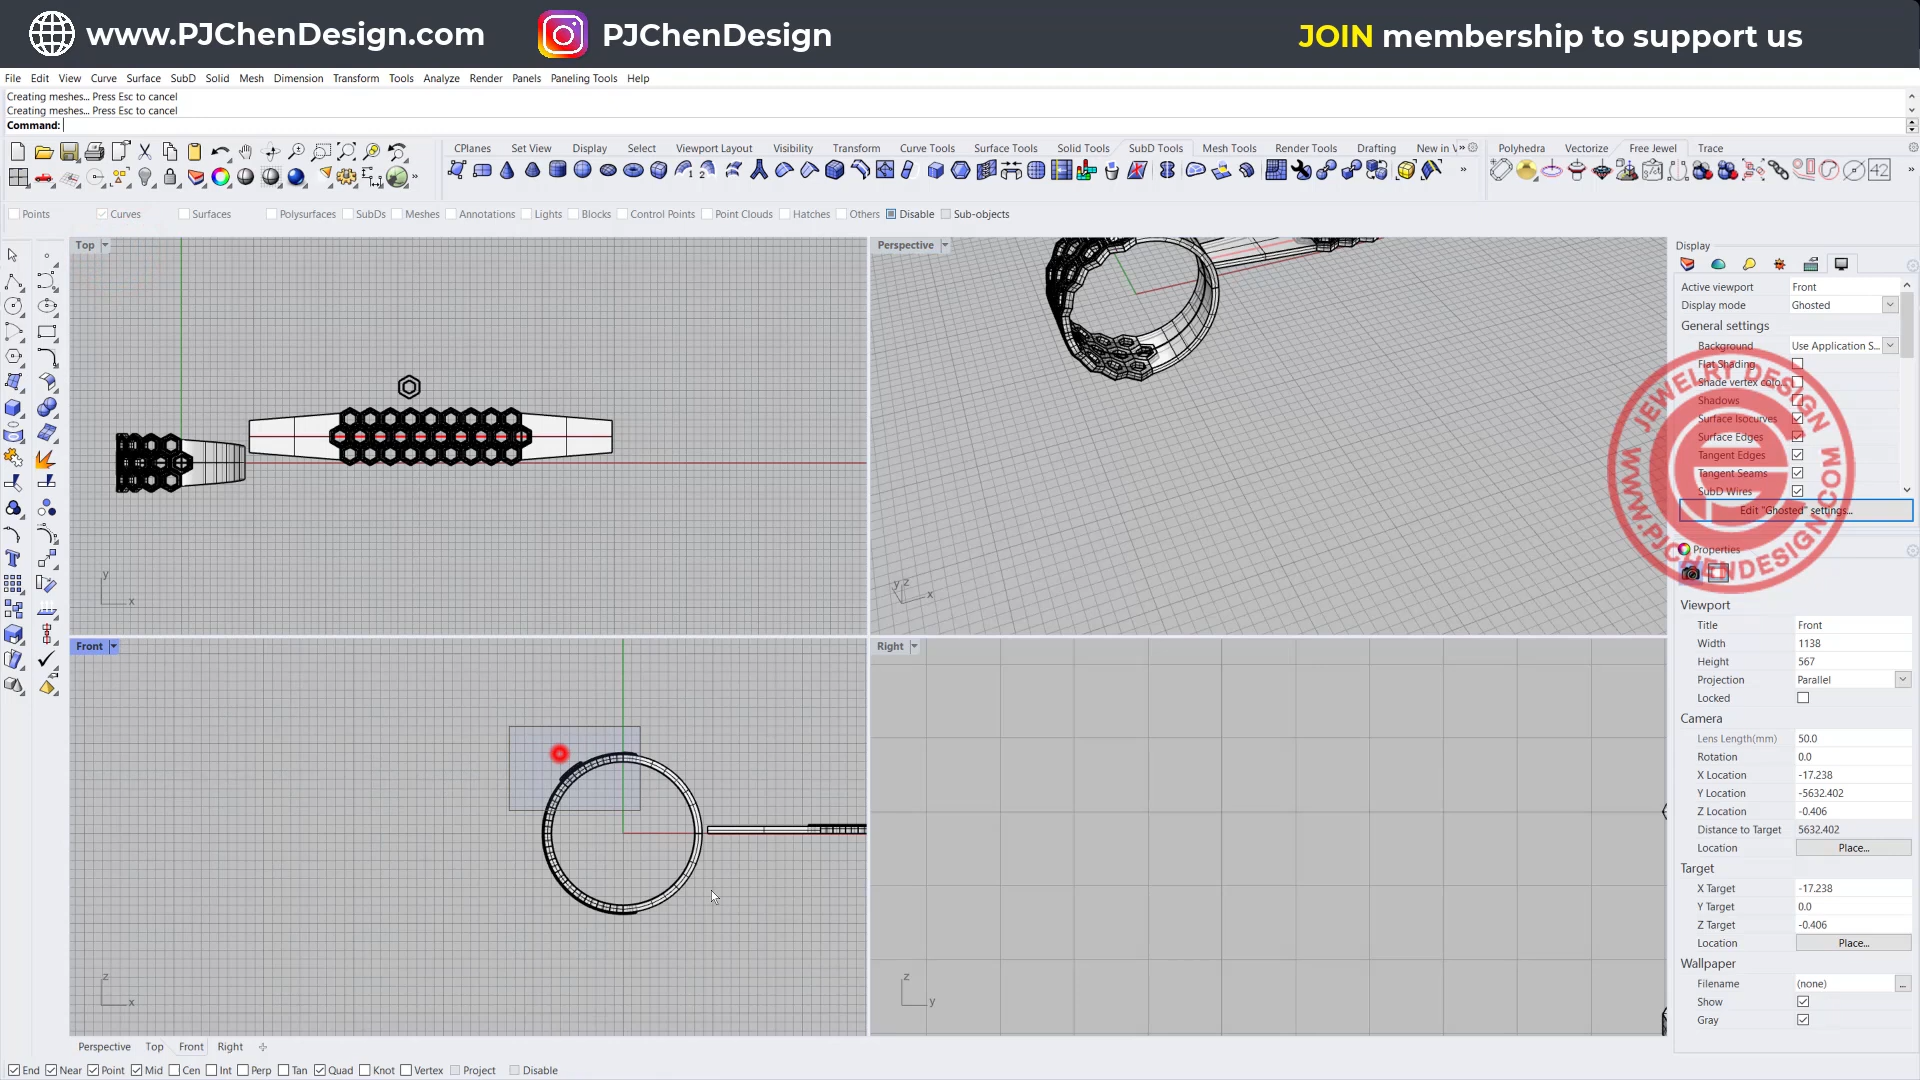 www.PJChenDesign.com PJChenDesign JOIN membership to support us
File Edit View Curve Surface SubD Solid Mesh Dimension Transform Tools Analyze Render Panels Paneling Tools Help
Creating meshes... Press Esc to cancel
Creating meshes... Press Esc to cancel
Command:
CPlanes Set View Display Select Viewport Layout Visibility Transform Curve Tools Surface Tools Solid Tools SubD Tools Mesh Tools Render Tools Drafting New in V » Polyhedra Vectorize Free Jewel Trace
42
Points Curves Surfaces Polysurfaces SubDs Meshes Annotations Lights Blocks Control Points Point Clouds Hatches Others Disable Sub-objects
Top
Perspective
Front
Right
y x
y z x
z x
z y
Display
Active viewport Front
Display mode Ghosted
General settings
Background Use Application S...
Flat Shading
Shade vertex colo...
Shadows
Surface Isocurves
Surface Edges
Tangent Edges
Tangent Seams
SubD Wires
Edit "Ghosted" settings...
JEWELRY DESIGN
WWW.PJCHENDESIGN.COM
Properties
Viewport
Title Front
Width 1138
Height 567
Projection Parallel
Locked
Camera
Lens Length(mm) 50.0
Rotation 0.0
X Location -17.238
Y Location -5632.402
Z Location -0.406
Distance to Target 5632.402
Location Place...
Target
X Target -17.238
Y Target 0.0
Z Target -0.406
Location Place...
Wallpaper
Filename (none) ...
Show
Gray
Perspective Top Front Right
End Near Point Mid Cen Int Perp Tan Quad Knot Vertex Project Disable